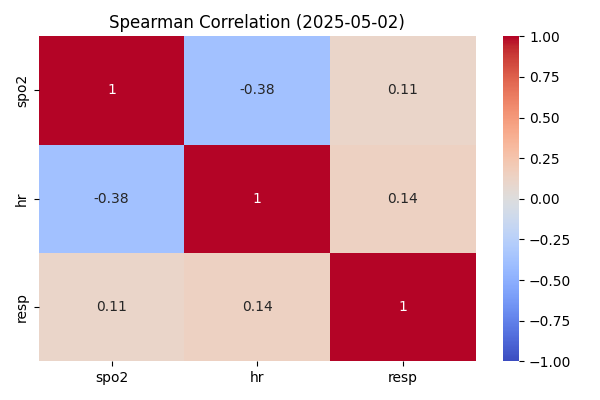 Spearman Correlation (2025-05-02)
spo2 1 -0.38 0.11
hr -0.38 1 0.14
resp 0.11 0.14 1
spo2 hr resp
1.00
0.75
0.50
0.25
0.00
−0.25
−0.50
−0.75
−1.00